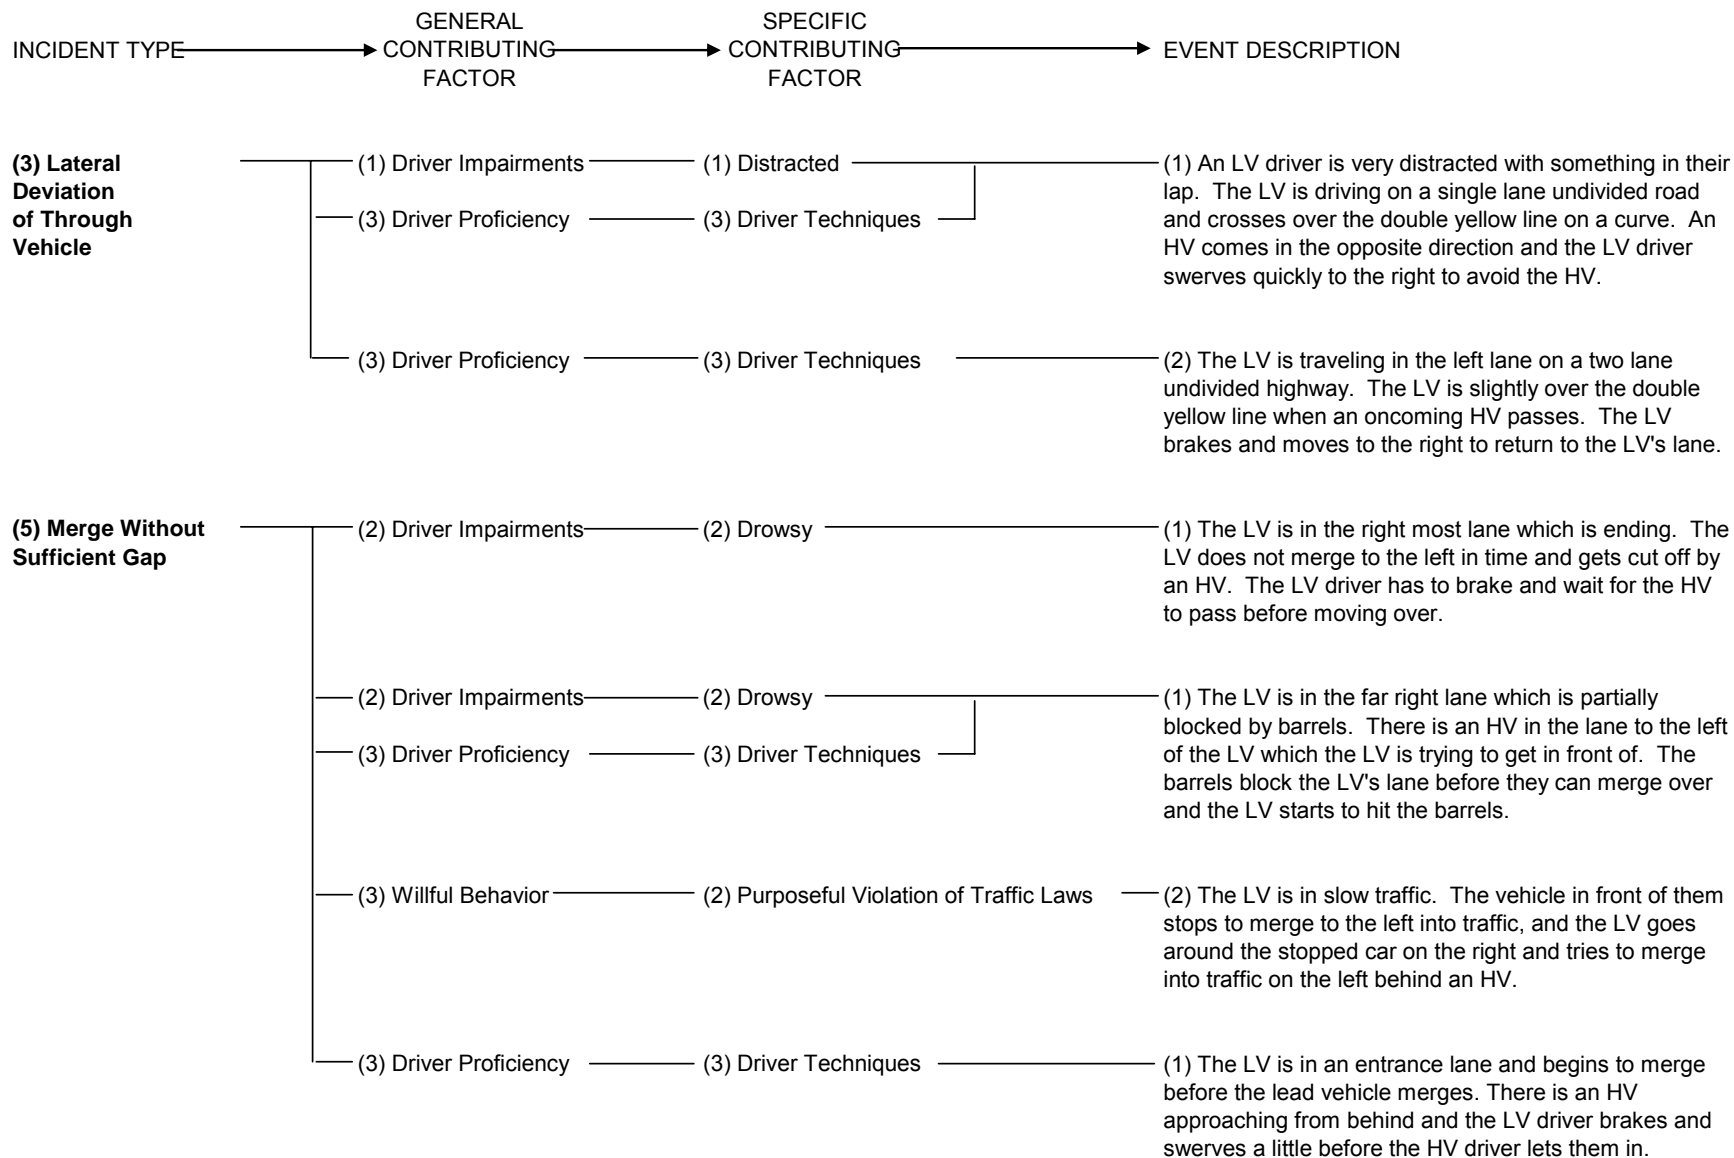 GENERAL
CONTRIBUTING
FACTOR
SPECIFIC
CONTRIBUTING
FACTOR
INCIDENT TYPE
EVENT DESCRIPTION
(3) Lateral
Deviation
of Through
Vehicle
(1) Driver Impairments
(1) Distracted
(3) Driver Proficiency
(3) Driver Techniques
(1) An LV driver is very distracted with something in their
lap. The LV is driving on a single lane undivided road
and crosses over the double yellow line on a curve. An
HV comes in the opposite direction and the LV driver
swerves quickly to the right to avoid the HV.
(3) Driver Proficiency
(3) Driver Techniques
(2) The LV is traveling in the left lane on a two lane
undivided highway. The LV is slightly over the double
yellow line when an oncoming HV passes. The LV
brakes and moves to the right to return to the LV's lane.
(5) Merge Without
Sufficient Gap
(2) Driver Impairments
(2) Drowsy
(1) The LV is in the right most lane which is ending. The
LV does not merge to the left in time and gets cut off by
an HV. The LV driver has to brake and wait for the HV
to pass before moving over.
(2) Driver Impairments
(2) Drowsy
(3) Driver Proficiency
(3) Driver Techniques
(1) The LV is in the far right lane which is partially
blocked by barrels. There is an HV in the lane to the left
of the LV which the LV is trying to get in front of. The
barrels block the LV's lane before they can merge over
and the LV starts to hit the barrels.
(3) Willful Behavior
(2) Purposeful Violation of Traffic Laws
(2) The LV is in slow traffic. The vehicle in front of them
stops to merge to the left into traffic, and the LV goes
around the stopped car on the right and tries to merge
into traffic on the left behind an HV.
(3) Driver Proficiency
(3) Driver Techniques
(1) The LV is in an entrance lane and begins to merge
before the lead vehicle merges. There is an HV
approaching from behind and the LV driver brakes and
swerves a little before the HV driver lets them in.